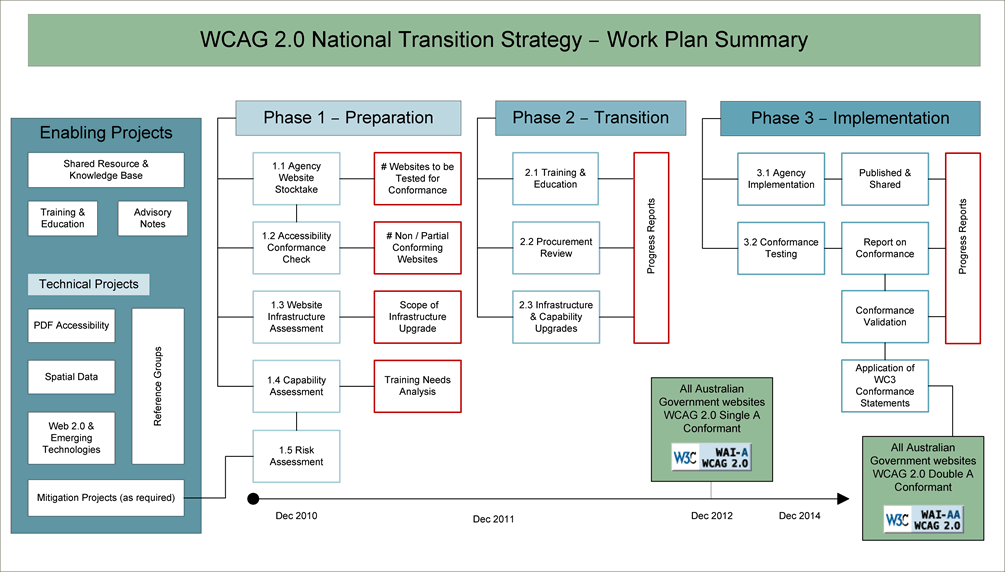 WCAG 2.0 National Transition Strategy – Work Plan Summary
Enabling Projects
Shared Resource &
Knowledge Base
Training &
Education
Advisory
Notes
Technical Projects
PDF Accessibility
Spatial Data
Web 2.0 &
Emerging
Technologies
Reference Groups
Mitigation Projects (as required)
Phase 1 – Preparation
1.1 Agency
Website
Stocktake
# Websites to be
Tested for
Conformance
1.2 Accessibility
Conformance
Check
# Non / Partial
Conforming
Websites
1.3 Website
Infrastructure
Assessment
Scope of
Infrastructure
Upgrade
1.4 Capability
Assessment
Training Needs
Analysis
1.5 Risk
Assessment
Phase 2 – Transition
2.1 Training &
Education
2.2 Procurement
Review
2.3 Infrastructure
& Capability
Upgrades
Progress Reports
Phase 3 – Implementation
3.1 Agency
Implementation
Published &
Shared
3.2 Conformance
Testing
Report on
Conformance
Conformance
Validation
Application of
WC3
Conformance
Statements
Progress Reports
All Australian
Government websites
WCAG 2.0 Single A
Conformant
W3C WAI-A
WCAG 2.0
All Australian
Government websites
WCAG 2.0 Double A
Conformant
W3C WAI-AA
WCAG 2.0
Dec 2010
Dec 2011
Dec 2012
Dec 2014